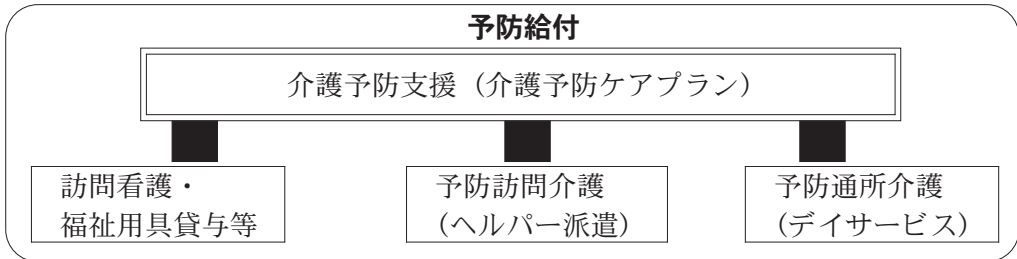 予防給付
介護予防支援（介護予防ケアプラン）
訪問看護・
福祉用具貸与等
予防訪問介護
（ヘルパー派遣）
予防通所介護
（デイサービス）